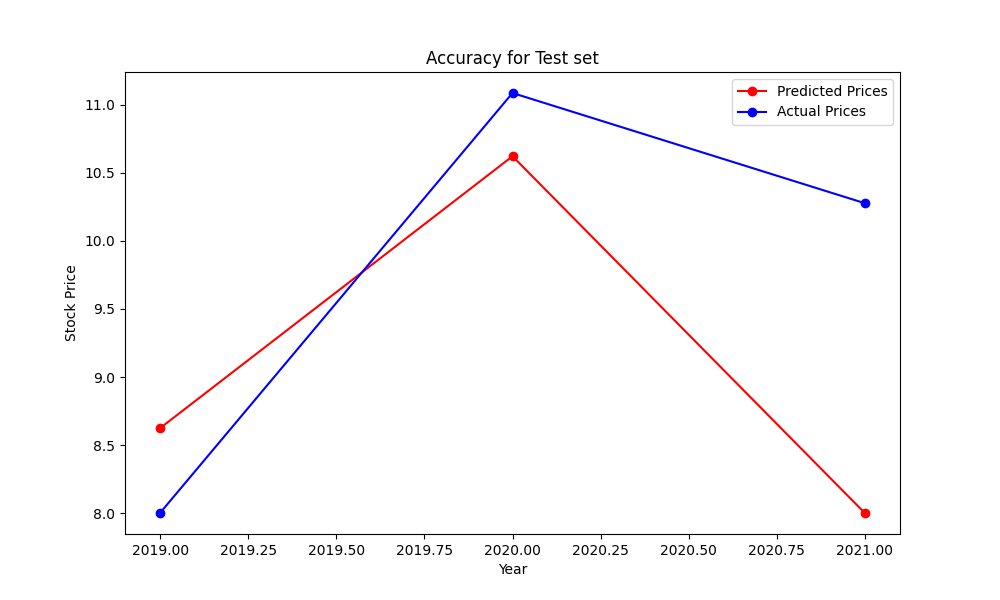 Accuracy for Test set
Predicted Prices
Actual Prices
Stock Price
11.0
10.5
10.0
9.5
9.0
8.5
8.0
2019.00 2019.25 2019.50 2019.75 2020.00 2020.25 2020.50 2020.75 2021.00
Year